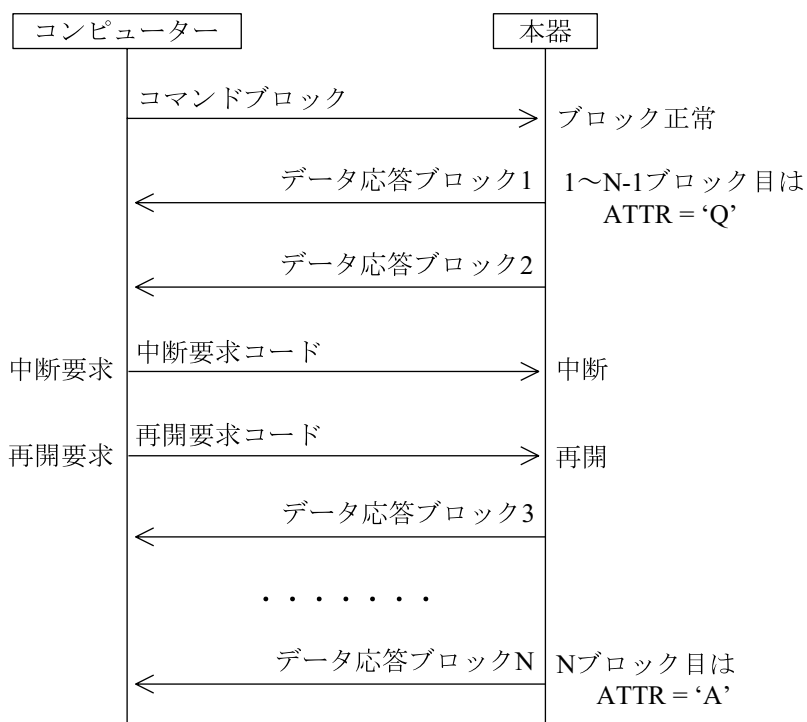 コンピューター
本器
コマンドブロック
ブロック正常
データ応答ブロック1
1～N-1ブロック目は
ATTR = ‘Q’
データ応答ブロック2
中断要求
中断要求コード
中断
再開要求
再開要求コード
再開
データ応答ブロック3
・・・・・・・
データ応答ブロックN
Nブロック目は
ATTR = ‘A’